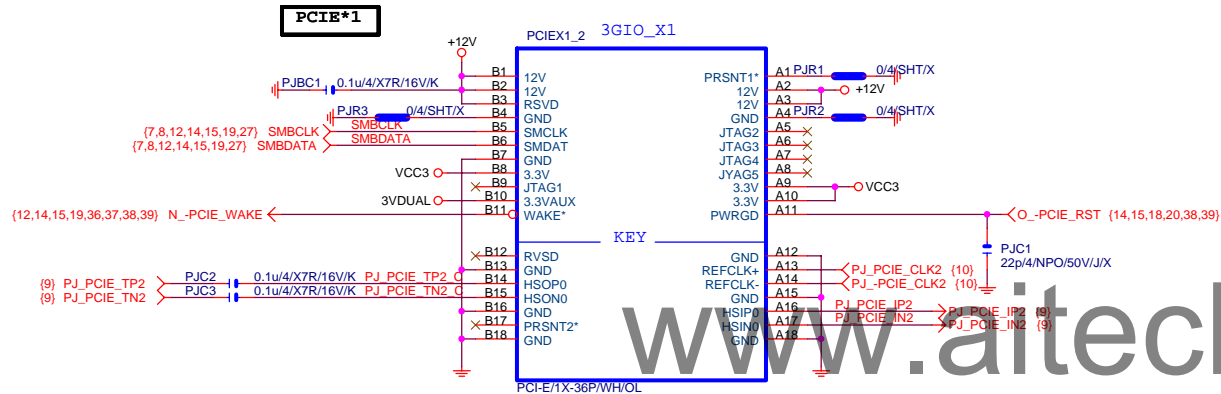 PCIE*1
PCIEX1_2 3GIO_X1
+12V
PJBC1 0.1u/4/X7R/16V/K
B1 12V
B2 12V
B3 RSVD
PJR3 0/4/SHT/X
B4 GND
{7,8,12,14,15,19,27} SMBCLK SMBCLK B5 SMCLK
{7,8,12,14,15,19,27} SMBDATA SMBDATA B6 SMDAT
B7 GND
VCC3 B8 3.3V
B9 JTAG1
3VDUAL B10 3.3VAUX
{12,14,15,19,36,37,38,39} N_-PCIE_WAKE B11 WAKE*
PRSNT1* A1 PJR1 0/4/SHT/X
12V A2 +12V
12V A3
GND A4 PJR2 0/4/SHT/X
JTAG2 A5
JTAG3 A6
JTAG4 A7
JYAG5 A8
3.3V A9 VCC3
3.3V A10
PWRGD A11 O_-PCIE_RST {14,15,18,20,38,39}
PJC1
22p/4/NPO/50V/J/X
KEY
B12 RVSD
B13 GND
{9} PJ_PCIE_TP2 PJC2 0.1u/4/X7R/16V/K PJ_PCIE_TP2_C B14 HSOP0
{9} PJ_PCIE_TN2 PJC3 0.1u/4/X7R/16V/K PJ_PCIE_TN2_C B15 HSON0
B16 GND
B17 PRSNT2*
B18 GND
GND A12
REFCLK+ A13 PJ_PCIE_CLK2 {10}
REFCLK- A14 PJ_-PCIE_CLK2 {10}
GND A15
HSIP0 A16 PJ_PCIE_IP2 PJ_PCIE_IP2 {9}
HSIN0 A17 PJ_PCIE_IN2 PJ_PCIE_IN2 {9}
GND A18
PCI-E/1X-36P/WH/OL
www.aitech